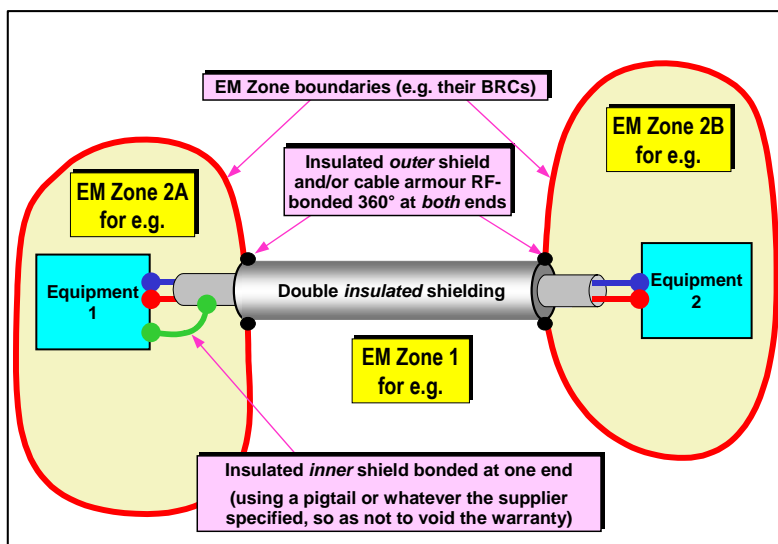 EM Zone boundaries (e.g. their BRCs)
EM Zone 2B
for e.g.
Insulated outer shield
and/or cable armour RF-
bonded 360° at both ends
EM Zone 2A
for e.g.
Equipment
1
Double insulated shielding
Equipment
2
EM Zone 1
for e.g.
Insulated inner shield bonded at one end
(using a pigtail or whatever the supplier
specified, so as not to void the warranty)